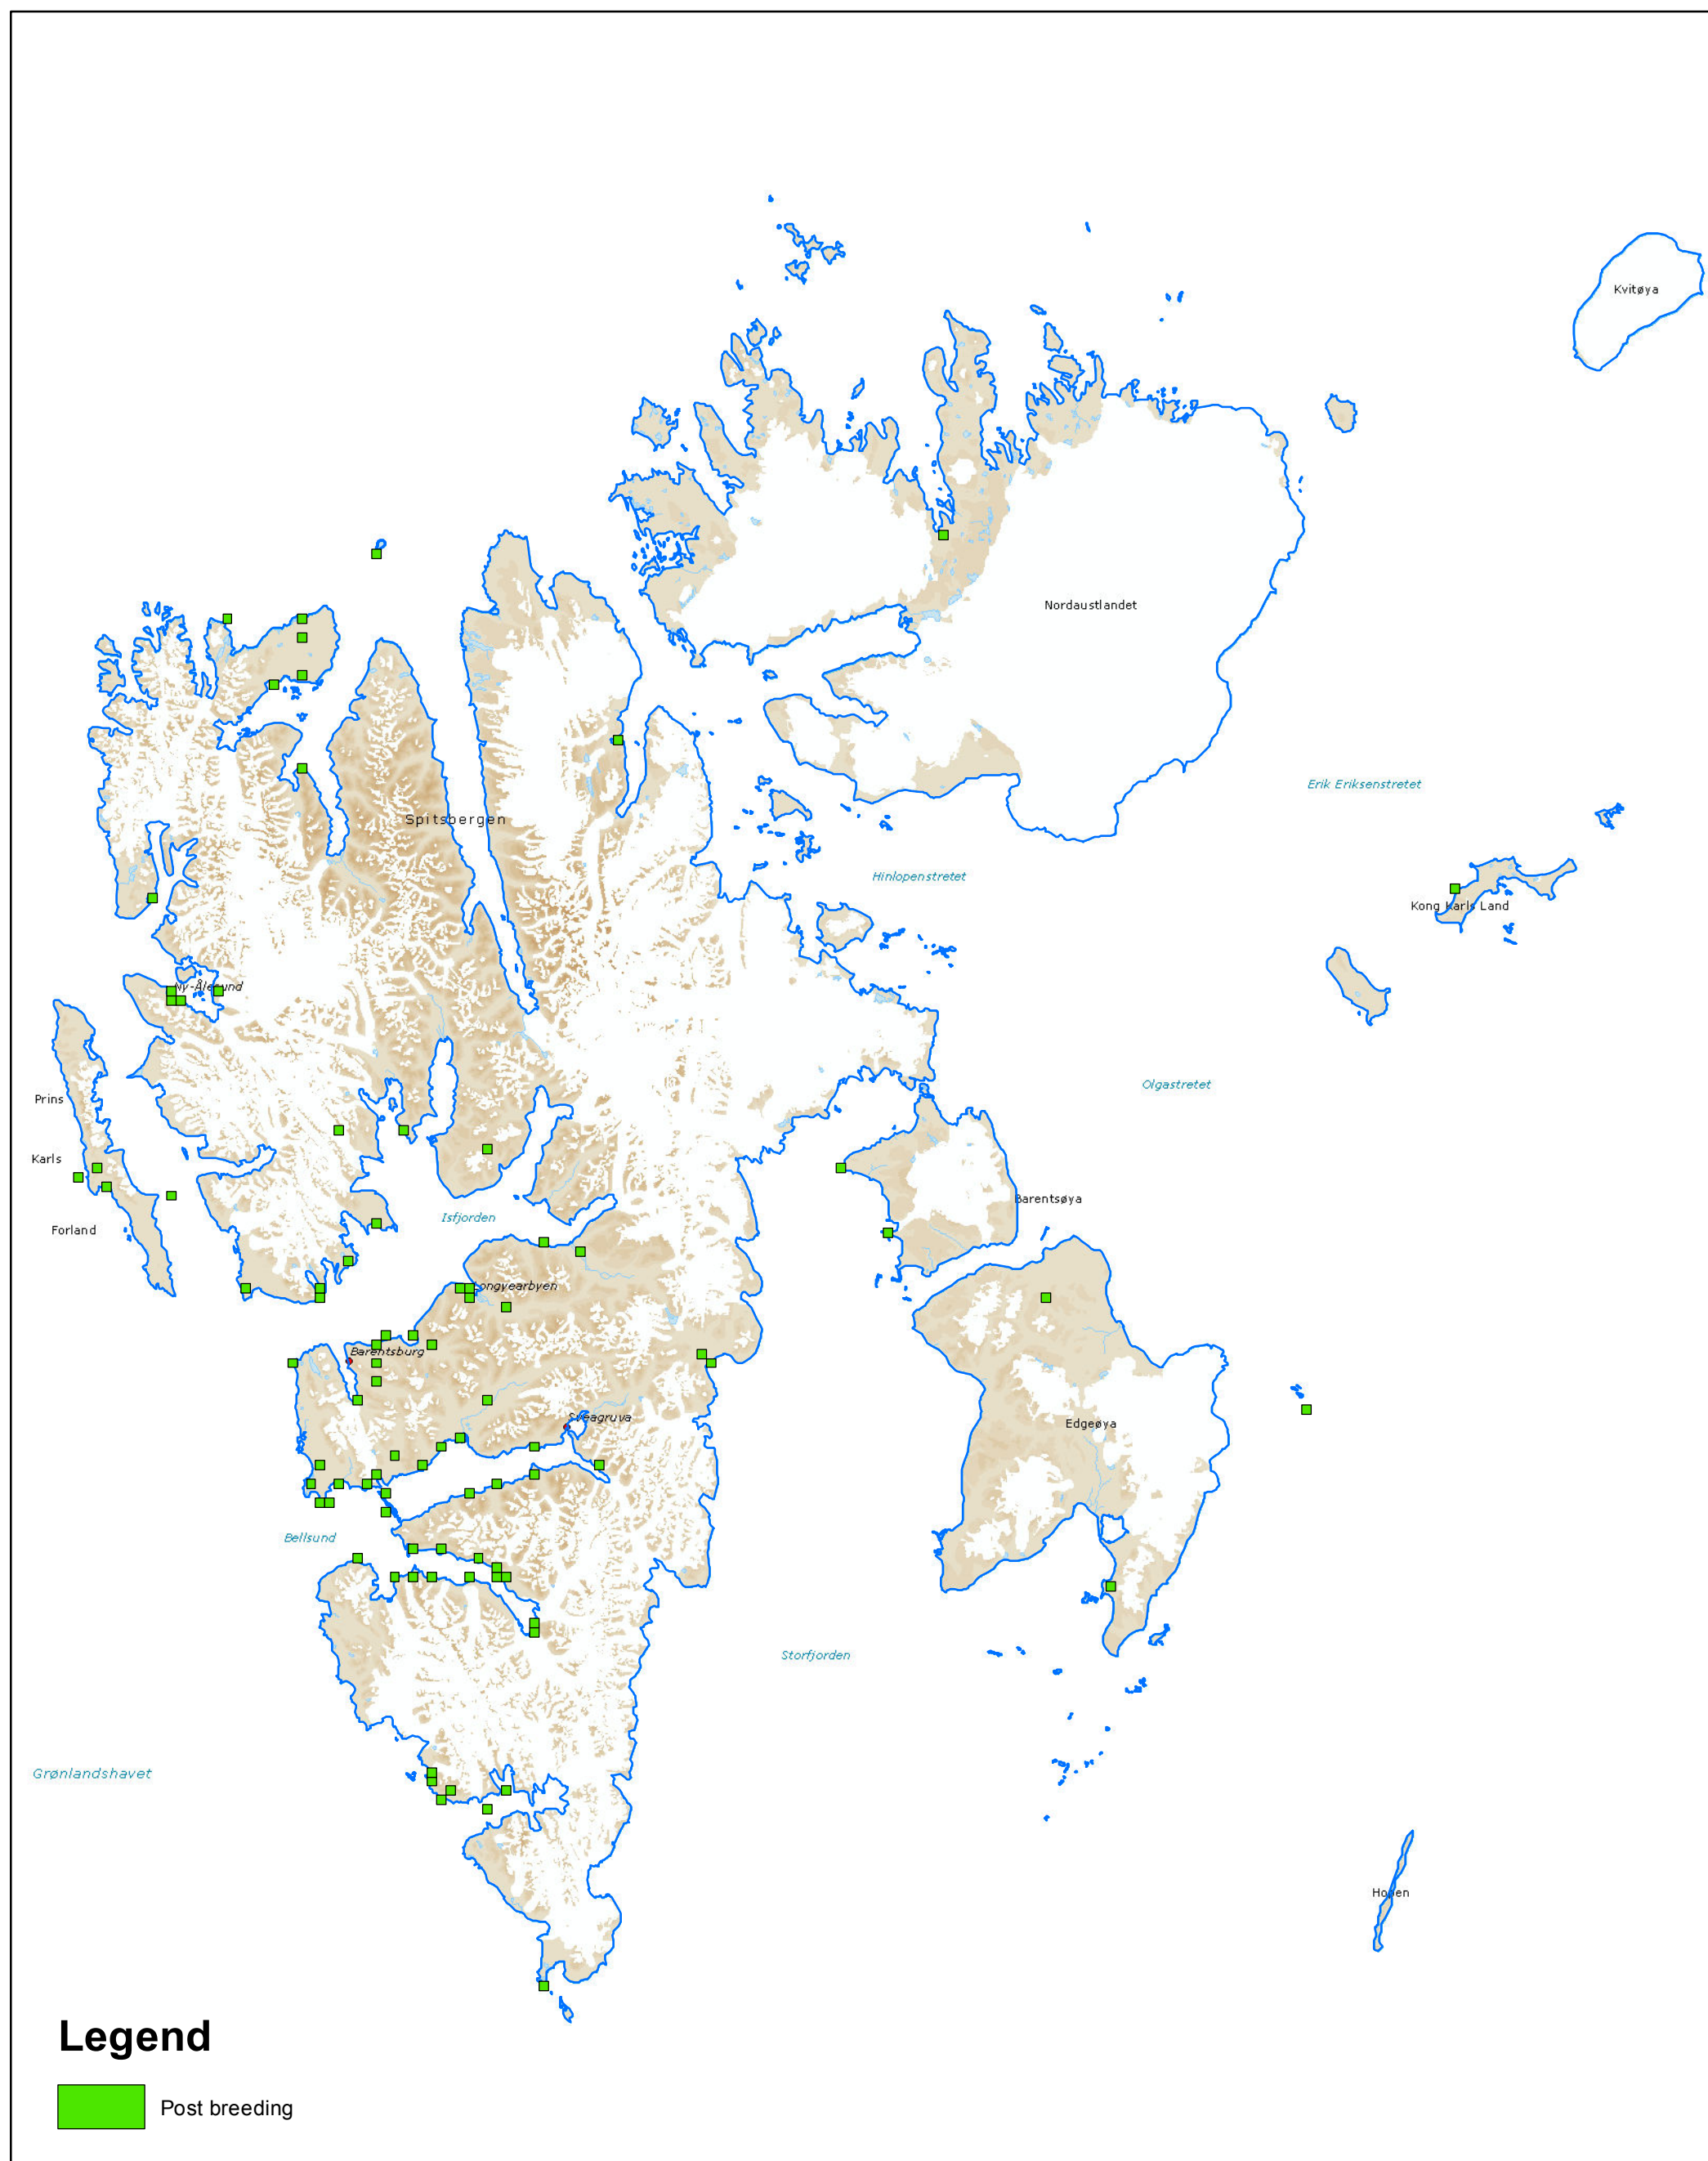 Kvitøya
Nordaustlandet
Erik Eriksenstretet
Spitsbergen
Hinlopenstretet
Kong Karls Land
Ny-Ålesund
Olgastretet
Prins
Karls
Forland
Barentsøya
Isfjorden
Longyearbyen
Barentsburg
Sveagruva
Edgeøya
Bellsund
Storfjorden
Grønlandshavet
Hopen
Legend
Post breeding